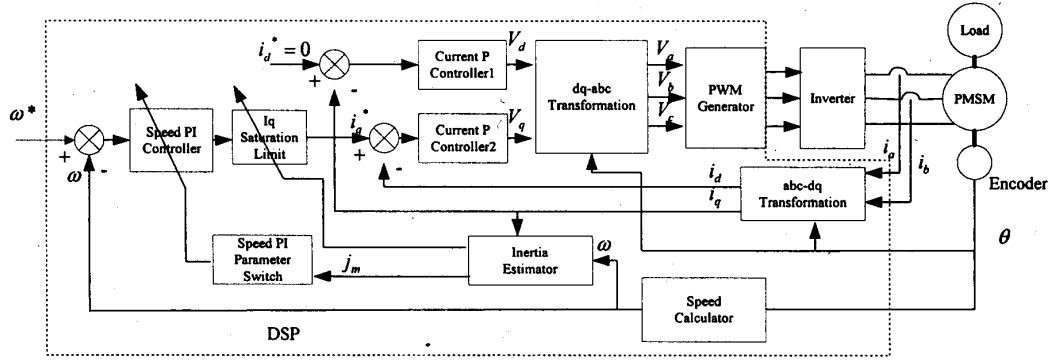 i_d* = 0
+
-
Current P
Controller1
V_d
dq-abc
Transformation
V_a
V_b
V_c
PWM
Generator
Inverter
Load
PMSM
ω*
+
-
ω
Speed PI
Controller
Iq
Saturation
Limit
i_q*
+
-
Current P
Controller2
V_q
i_a
i_b
Encoder
i_d
i_q
abc-dq
Transformation
θ
Speed PI
Parameter
Switch
j_m
Inertia
Estimator
ω
Speed
Calculator
DSP